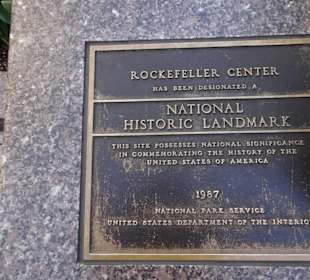 ROCKEFELLER CENTER
HAS BEEN DESIGNATED A
NATIONAL
HISTORIC LANDMARK
THIS SITE POSSESSES NATIONAL SIGNIFICANCE
IN COMMEMORATING THE HISTORY OF THE
UNITED STATES OF AMERICA
1987
NATIONAL PARK SERVICE
UNITED STATES DEPARTMENT OF THE INTERIOR